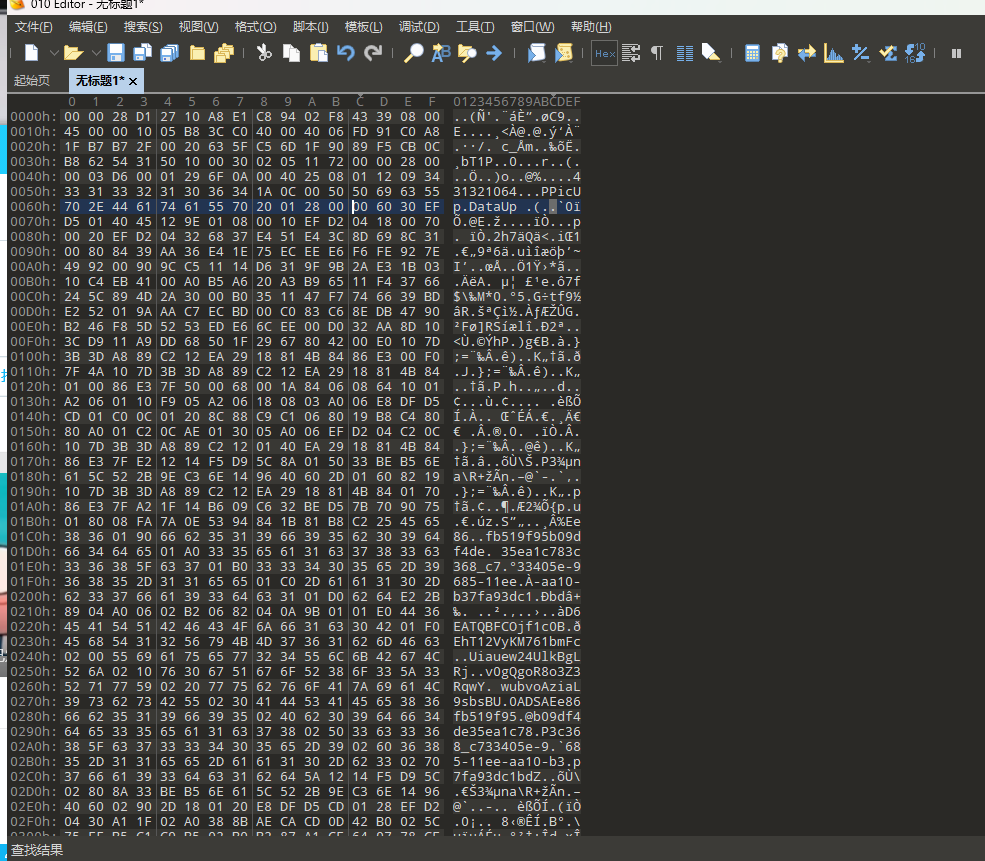 010 Editor - 无标题1*
文件(F) 编辑(E) 搜索(S) 视图(V) 格式(O) 脚本(I) 模板(L) 调试(D) 工具(T) 窗口(W) 帮助(H)
Hex
起始页 无标题1*
0 1 2 3 4 5 6 7 8 9 A B C D E F 0123456789ABCDEF
0000h: 00 00 28 D1 27 10 A8 E1 C8 94 02 F8 43 39 08 00 ..(Ñ'.¨áÈ”.øC9..
0010h: 45 00 00 10 05 B8 3C C0 40 00 40 06 FD 91 C0 A8 E....¸<À@.@.ý‘À¨
0020h: 1F B7 B7 2F 00 20 63 5F C5 6D 1F 90 89 F5 CB 0C .··/. c_Åm..‰õË.
0030h: B8 62 54 31 50 10 00 30 02 05 11 72 00 00 28 00 ¸bT1P..0...r..(.
0040h: 00 03 D6 00 01 29 6F 0A 00 40 25 08 01 12 09 34 ..Ö..)o..@%....4
0050h: 33 31 33 32 31 30 36 34 1A 0C 00 50 50 69 63 55 31321064...PPicU
0060h: 70 2E 44 61 74 61 55 70 20 01 28 00 00 60 30 EF p.DataUp .(..`0ï
0070h: D5 01 40 45 12 9E 01 08 00 10 EF D2 04 18 00 70 Õ.@E.ž....ïÒ...p
0080h: 00 20 EF D2 04 32 68 37 E4 51 E4 3C 8D 69 8C 31 . ïÒ.2h7äQä<.iŒ1
0090h: 00 80 84 39 AA 36 E4 1E 75 EC EE E6 F6 FE 92 7E .€„9ª6ä.uìîæöþ’~
00A0h: 49 92 00 90 9C C5 11 14 D6 31 9F 9B 2A E3 1B 03 I’..œÅ..Ö1Ÿ›*ã..
00B0h: 10 C4 EB 41 00 A0 B5 A6 20 A3 B9 65 11 F4 37 66 .ÄëA. µ¦ £¹e.ô7f
00C0h: 24 5C 89 4D 2A 30 00 B0 35 11 47 F7 74 66 39 BD $\‰M*0.°5.G÷tf9½
00D0h: E2 52 01 9A AA C7 EC BD 00 C0 83 C6 8E DB 47 90 âR.šªÇì½.ÀƒÆŽÛG.
00E0h: B2 46 F8 5D 52 53 ED E6 6C EE 00 D0 32 AA 8D 10 ²Fø]RSíælî.Ð2ª..
00F0h: 3C D9 11 A9 DD 68 50 1F 29 67 80 42 00 E0 10 7D <Ù.©ÝhP.)g€B.à.}
0100h: 3B 3D A8 89 C2 12 EA 29 18 81 4B 84 86 E3 00 F0 ;=¨‰Â.ê)..K„†ã.ð
0110h: 7F 4A 10 7D 3B 3D A8 89 C2 12 EA 29 18 81 4B 84 .J.};=¨‰Â.ê)..K„
0120h: 01 00 86 E3 7F 50 00 68 00 1A 84 06 08 64 10 01 ..†ã.P.h..„..d..
0130h: A2 06 01 10 F9 05 A2 06 18 08 03 A0 06 E8 DF D5 ¢...ù.¢.... .èßÕ
0140h: CD 01 C0 0C 01 20 8C 88 C9 C1 06 80 19 B8 C4 80 Í.À.. ŒˆÉÁ.€.¸Ä€
0150h: 80 A0 01 C2 0C AE 01 30 05 A0 06 EF D2 04 C2 0C € .Â.®.0. .ïÒ.Â.
0160h: 10 7D 3B 3D A8 89 C2 12 01 40 EA 29 18 81 4B 84 .};=¨‰Â..@ê)..K„
0170h: 86 E3 7F E2 12 14 F5 D9 5C 8A 01 50 33 BE B5 6E †ã.â..õÙ\Š.P3¾µn
0180h: 61 5C 52 2B 9E C3 6E 14 96 40 60 2D 01 60 82 19 a\R+žÃn.–@`-.`‚.
0190h: 10 7D 3B 3D A8 89 C2 12 EA 29 18 81 4B 84 01 70 .};=¨‰Â.ê)..K„.p
01A0h: 86 E3 7F A2 1F 14 B6 09 C6 32 BE D5 7B 70 90 75 †ã.¢..¶.Æ2¾Õ{p.u
01B0h: 01 80 08 FA 7A 0E 53 94 84 1B 81 B8 C2 25 45 65 .€.úz.S”„..¸Â%Ee
01C0h: 38 36 01 90 66 62 35 31 39 66 39 35 62 30 39 64 86..fb519f95b09d
01D0h: 66 34 64 65 01 A0 33 35 65 61 31 63 37 38 33 63 f4de. 35ea1c783c
01E0h: 33 36 38 5F 63 37 01 B0 33 33 34 30 35 65 2D 39 368_c7.°33405e-9
01F0h: 36 38 35 2D 31 31 65 65 01 C0 2D 61 61 31 30 2D 685-11ee.À-aa10-
0200h: 62 33 37 66 61 39 33 64 63 31 01 D0 62 64 E2 2B b37fa93dc1.Ðbdâ+
0210h: 89 04 A0 06 02 B2 06 82 04 0A 9B 01 01 E0 44 36 ‰. ..².‚..›..àD6
0220h: 45 41 54 51 42 46 43 4F 6A 66 31 63 30 42 01 F0 EATQBFCOjf1c0B.ð
0230h: 45 68 54 31 32 56 79 4B 4D 37 36 31 62 6D 46 63 EhT12VyKM761bmFc
0240h: 02 00 55 69 61 75 65 77 32 34 55 6C 6B 42 67 4C ..Uiauew24UlkBgL
0250h: 52 6A 02 10 76 30 67 51 67 6F 52 38 6F 33 5A 33 Rj..v0gQgoR8o3Z3
0260h: 52 71 77 59 02 20 77 75 62 76 6F 41 7A 69 61 4C RqwY. wubvoAziaL
0270h: 39 73 62 73 42 55 02 30 41 44 53 41 45 65 38 36 9sbsBU.0ADSAEe86
0280h: 66 62 35 31 39 66 39 35 02 40 62 30 39 64 66 34 fb519f95.@b09df4
0290h: 64 65 33 35 65 61 31 63 37 38 02 50 33 63 33 36 de35ea1c78.P3c36
02A0h: 38 5F 63 37 33 33 34 30 35 65 2D 39 02 60 36 38 8_c733405e-9.`68
02B0h: 35 2D 31 31 65 65 2D 61 61 31 30 2D 62 33 02 70 5-11ee-aa10-b3.p
02C0h: 37 66 61 39 33 64 63 31 62 64 5A 12 14 F5 D9 5C 7fa93dc1bdZ..õÙ\
02D0h: 02 80 8A 33 BE B5 6E 61 5C 52 2B 9E C3 6E 14 96 .€Š3¾µna\R+žÃn.–
02E0h: 40 60 02 90 2D 18 01 20 E8 DF D5 CD 01 28 EF D2 @`..-.. èßÕÍ.(ïÒ
02F0h: 04 30 A1 1F 02 A0 38 8B AE CA CD 0D 42 B0 02 5C
查找结果